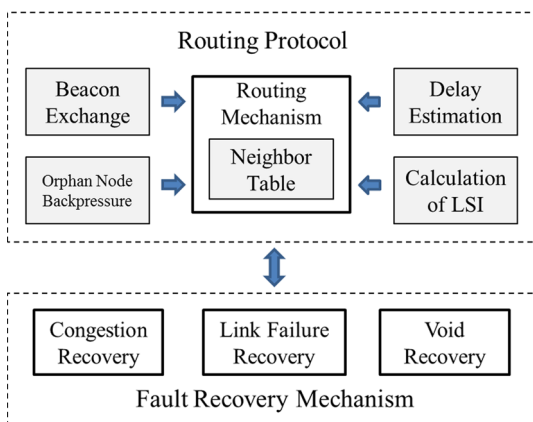 Routing Protocol
Beacon
Exchange
Routing
Mechanism
Delay
Estimation
Orphan Node
Backpressure
Neighbor
Table
Calculation
of LSI
Congestion
Recovery
Link Failure
Recovery
Void
Recovery
Fault Recovery Mechanism